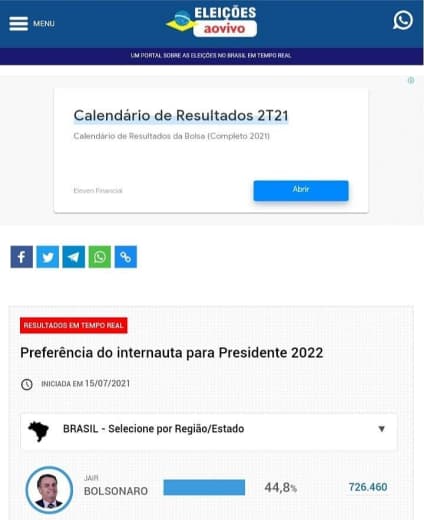 MENU
ELEIÇÕES
aovivo
UM PORTAL SOBRE AS ELEIÇÕES NO BRASIL EM TEMPO REAL
Calendário de Resultados 2T21
Calendário de Resultados da Bolsa (Completo 2021)
Eleven Financial
Abrir
RESULTADOS EM TEMPO REAL
Preferência do internauta para Presidente 2022
INICIADA EM 15/07/2021
BRASIL - Selecione por Região/Estado
JAIR
BOLSONARO
44,8%
726.460